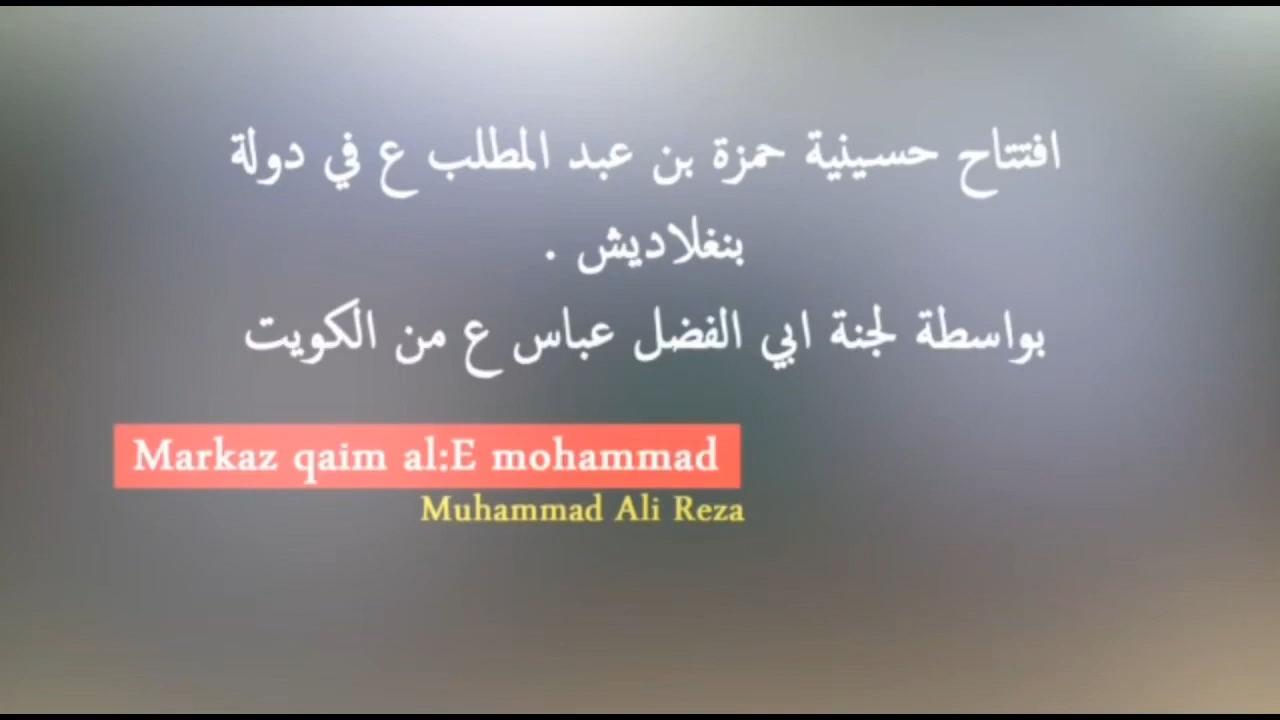 افتتاح حسينية حمزة بن عبد المطلب ع في دولة
بنغلاديش .
بواسطة لجنة ابي الفضل عباس ع من الكويت
Markaz qaim al:E mohammad
Muhammad Ali Reza